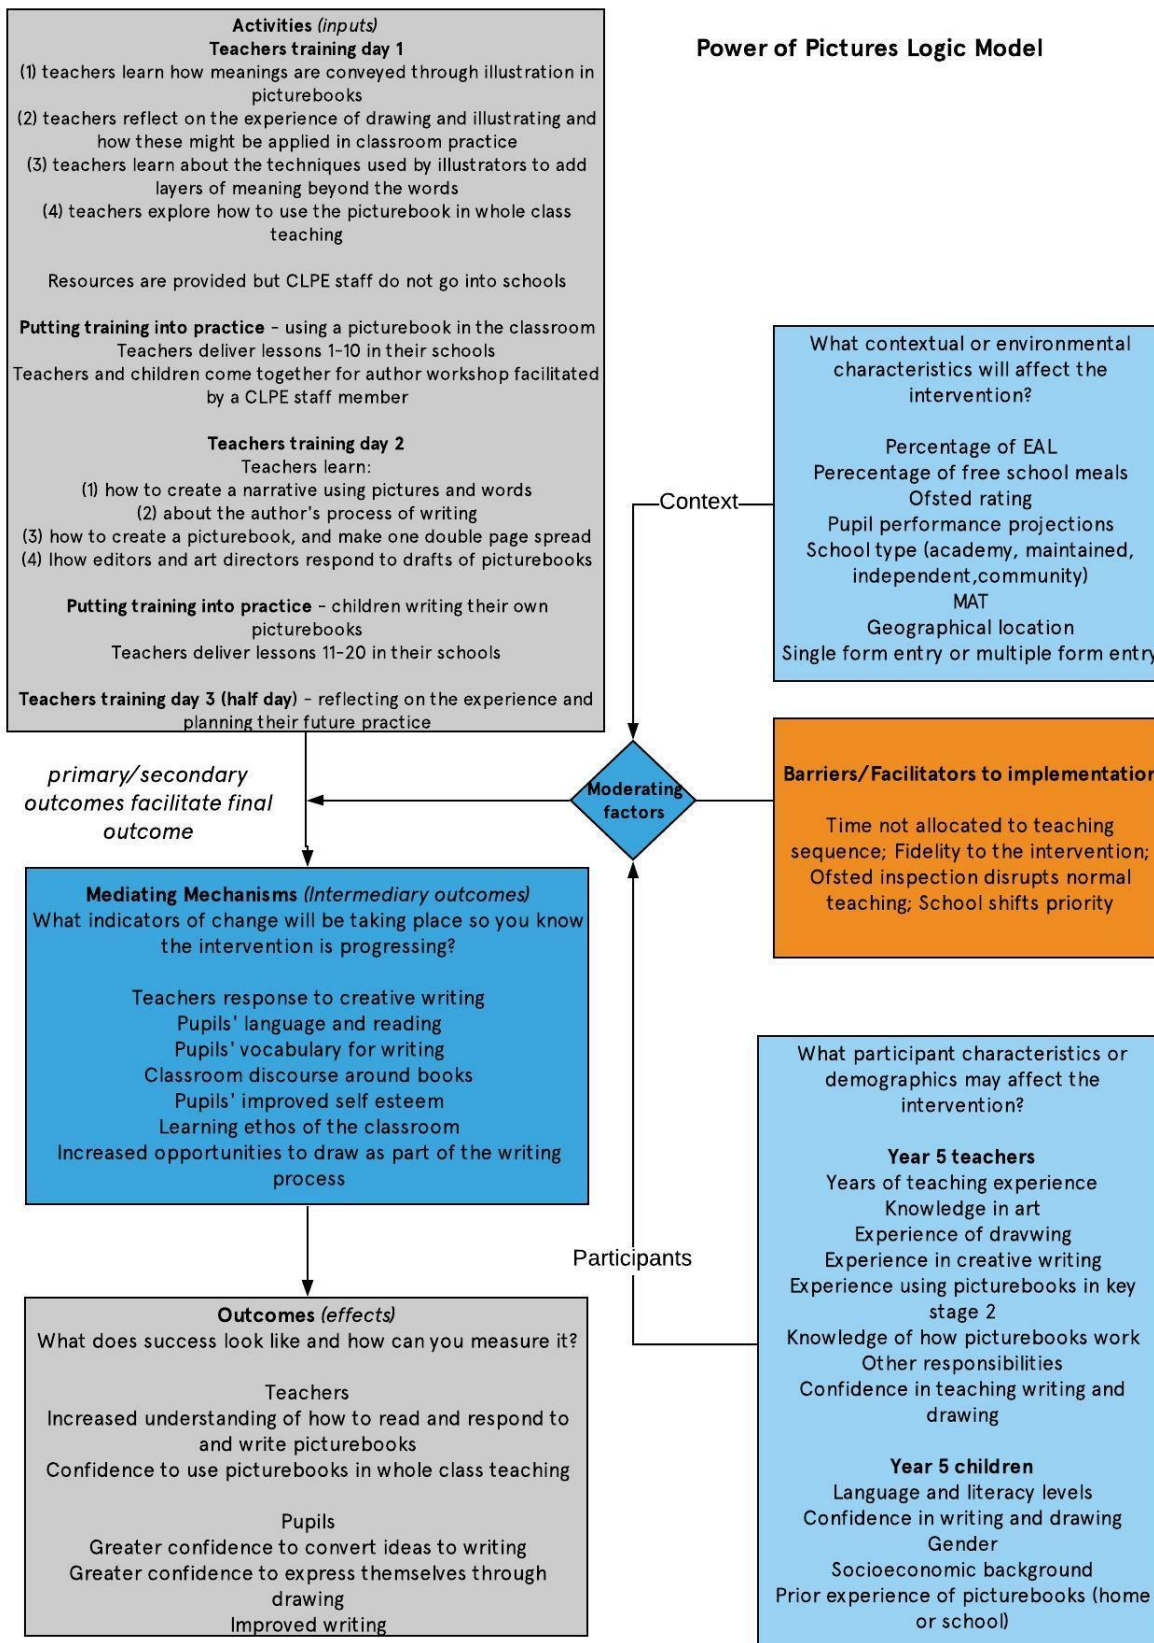 Power of Pictures Logic Model
Activities (inputs)
Teachers training day 1
(1) teachers learn how meanings are conveyed through illustration in
picturebooks
(2) teachers reflect on the experience of drawing and illustrating and
how these might be applied in classroom practice
(3) teachers learn about the techniques used by illustrators to add
layers of meaning beyond the words
(4) teachers explore how to use the picturebook in whole class
teaching
Resources are provided but CLPE staff do not go into schools
Putting training into practice - using a picturebook in the classroom
Teachers deliver lessons 1-10 in their schools
Teachers and children come together for author workshop facilitated
by a CLPE staff member
Teachers training day 2
Teachers learn:
(1) how to create a narrative using pictures and words
(2) about the author's process of writing
(3) how to create a picturebook, and make one double page spread
(4) lhow editors and art directors respond to drafts of picturebooks
Putting training into practice - children writing their own
picturebooks
Teachers deliver lessons 11-20 in their schools
Teachers training day 3 (half day) - reflecting on the experience and
planning their future practice
primary/secondary
outcomes facilitate final
outcome
Mediating Mechanisms (Intermediary outcomes)
What indicators of change will be taking place so you know
the intervention is progressing?
Teachers response to creative writing
Pupils' language and reading
Pupils' vocabulary for writing
Classroom discourse around books
Pupils' improved self esteem
Learning ethos of the classroom
Increased opportunities to draw as part of the writing
process
Outcomes (effects)
What does success look like and how can you measure it?
Teachers
Increased understanding of how to read and respond to
and write picturebooks
Confidence to use picturebooks in whole class teaching
Pupils
Greater confidence to convert ideas to writing
Greater confidence to express themselves through
drawing
Improved writing
Context
Moderating
factors
Participants
What contextual or environmental
characteristics will affect the
intervention?
Percentage of EAL
Perecentage of free school meals
Ofsted rating
Pupil performance projections
School type (academy, maintained,
independent,community)
MAT
Geographical location
Single form entry or multiple form entry
Barriers/Facilitators to implementation
Time not allocated to teaching
sequence; Fidelity to the intervention;
Ofsted inspection disrupts normal
teaching; School shifts priority
What participant characteristics or
demographics may affect the
intervention?
Year 5 teachers
Years of teaching experience
Knowledge in art
Experience of dravwing
Experience in creative writing
Experience using picturebooks in key
stage 2
Knowledge of how picturebooks work
Other responsibilities
Confidence in teaching writing and
drawing
Year 5 children
Language and literacy levels
Confidence in writing and drawing
Gender
Socioeconomic background
Prior experience of picturebooks (home
or school)